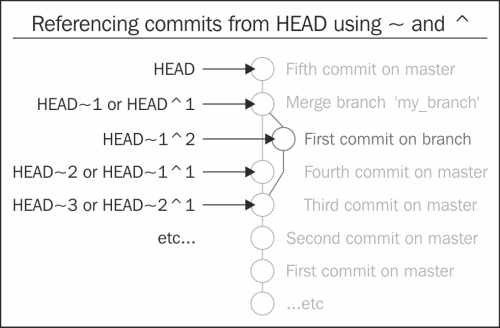 Referencing commits from HEAD using ~ and ^
HEAD Fifth commit on master
HEAD~1 or HEAD^1 Merge branch 'my_branch'
HEAD~1^2 First commit on branch
HEAD~2 or HEAD~1^1 Fourth commit on master
HEAD~3 or HEAD~2^1 Third commit on master
etc... Second commit on master
First commit on master
...etc